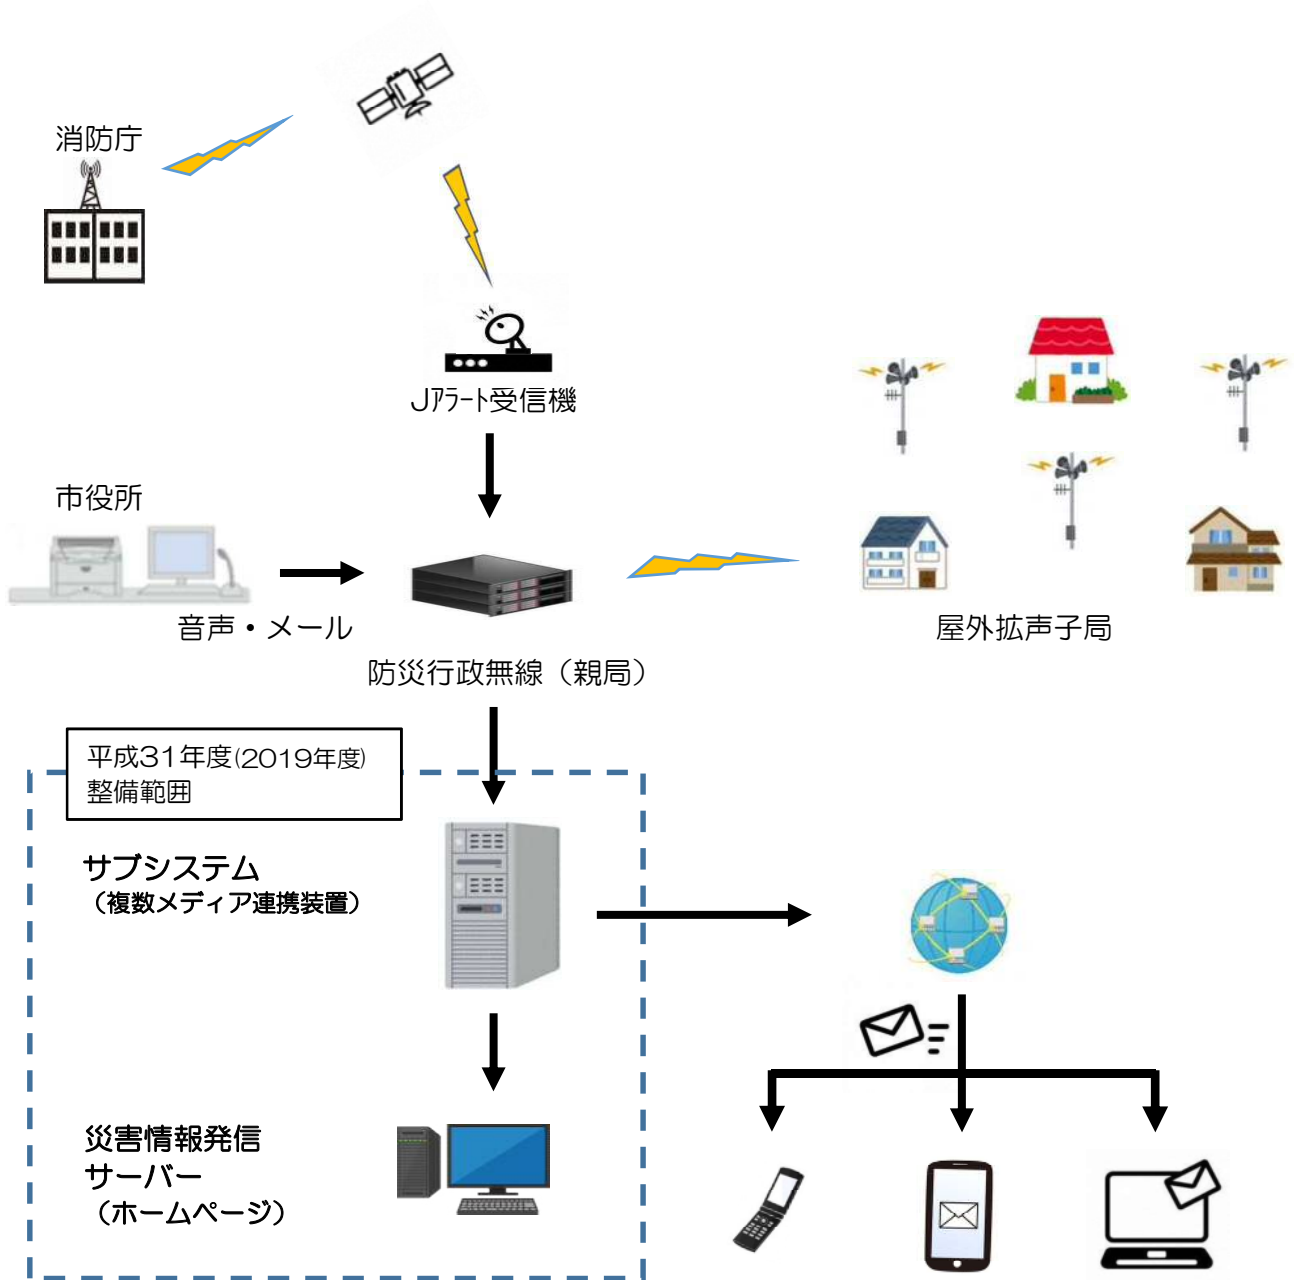 消防庁
Jｱﾗｰﾄ受信機
市役所
音声・メール
屋外拡声子局
防災行政無線（親局）
平成31年度(2019年度)
整備範囲
サブシステム
（複数メディア連携装置）
災害情報発信
サーバー
（ホームページ）